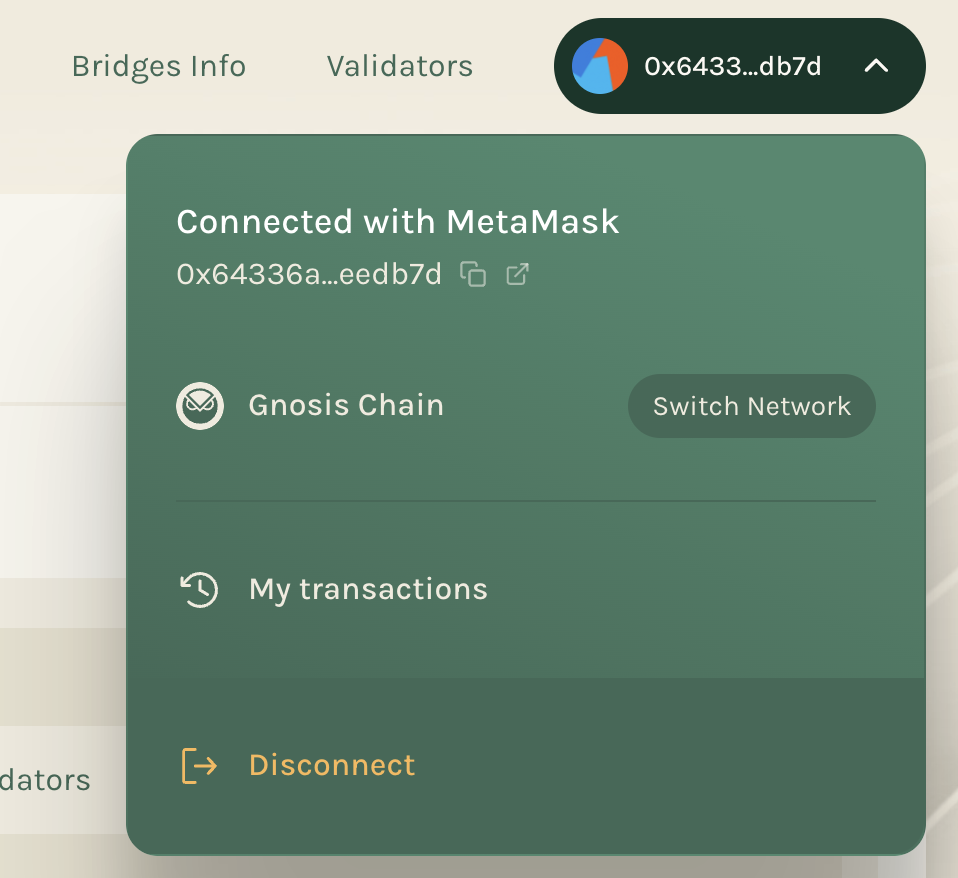 Bridges Info
Validators
0x6433...db7d
Connected with MetaMask
0x64336a...eedb7d
Gnosis Chain
Switch Network
My transactions
Disconnect
dators